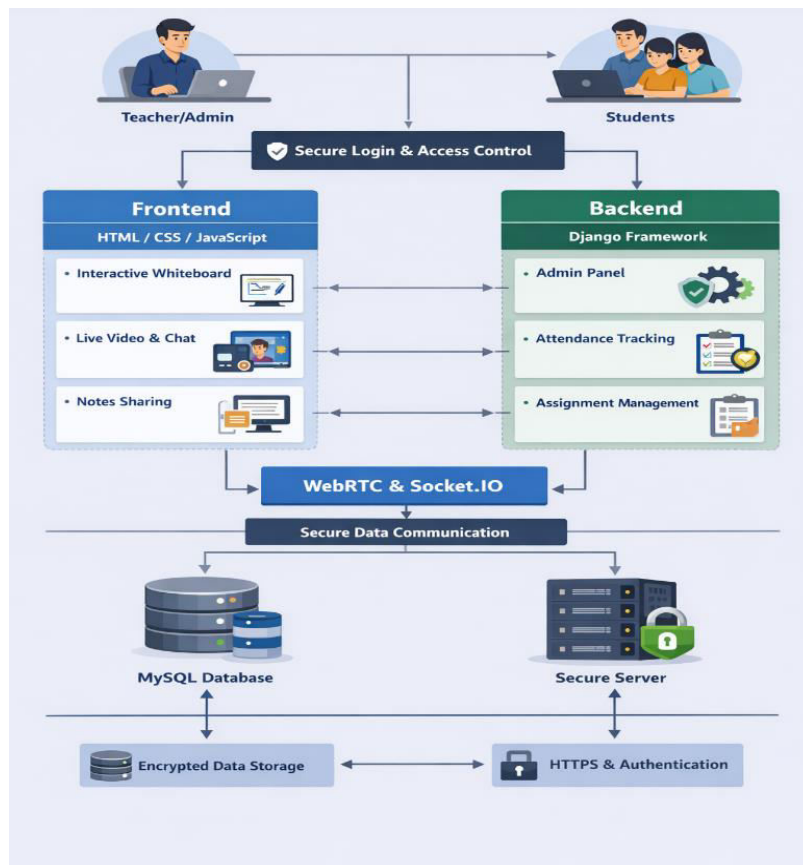 Teacher/Admin
Students
Secure Login & Access Control
Frontend
HTML / CSS / JavaScript
• Interactive Whiteboard
• Live Video & Chat
• Notes Sharing
Backend
Django Framework
• Admin Panel
• Attendance Tracking
• Assignment Management
WebRTC & Socket.IO
Secure Data Communication
MySQL Database
Secure Server
Encrypted Data Storage
HTTPS & Authentication